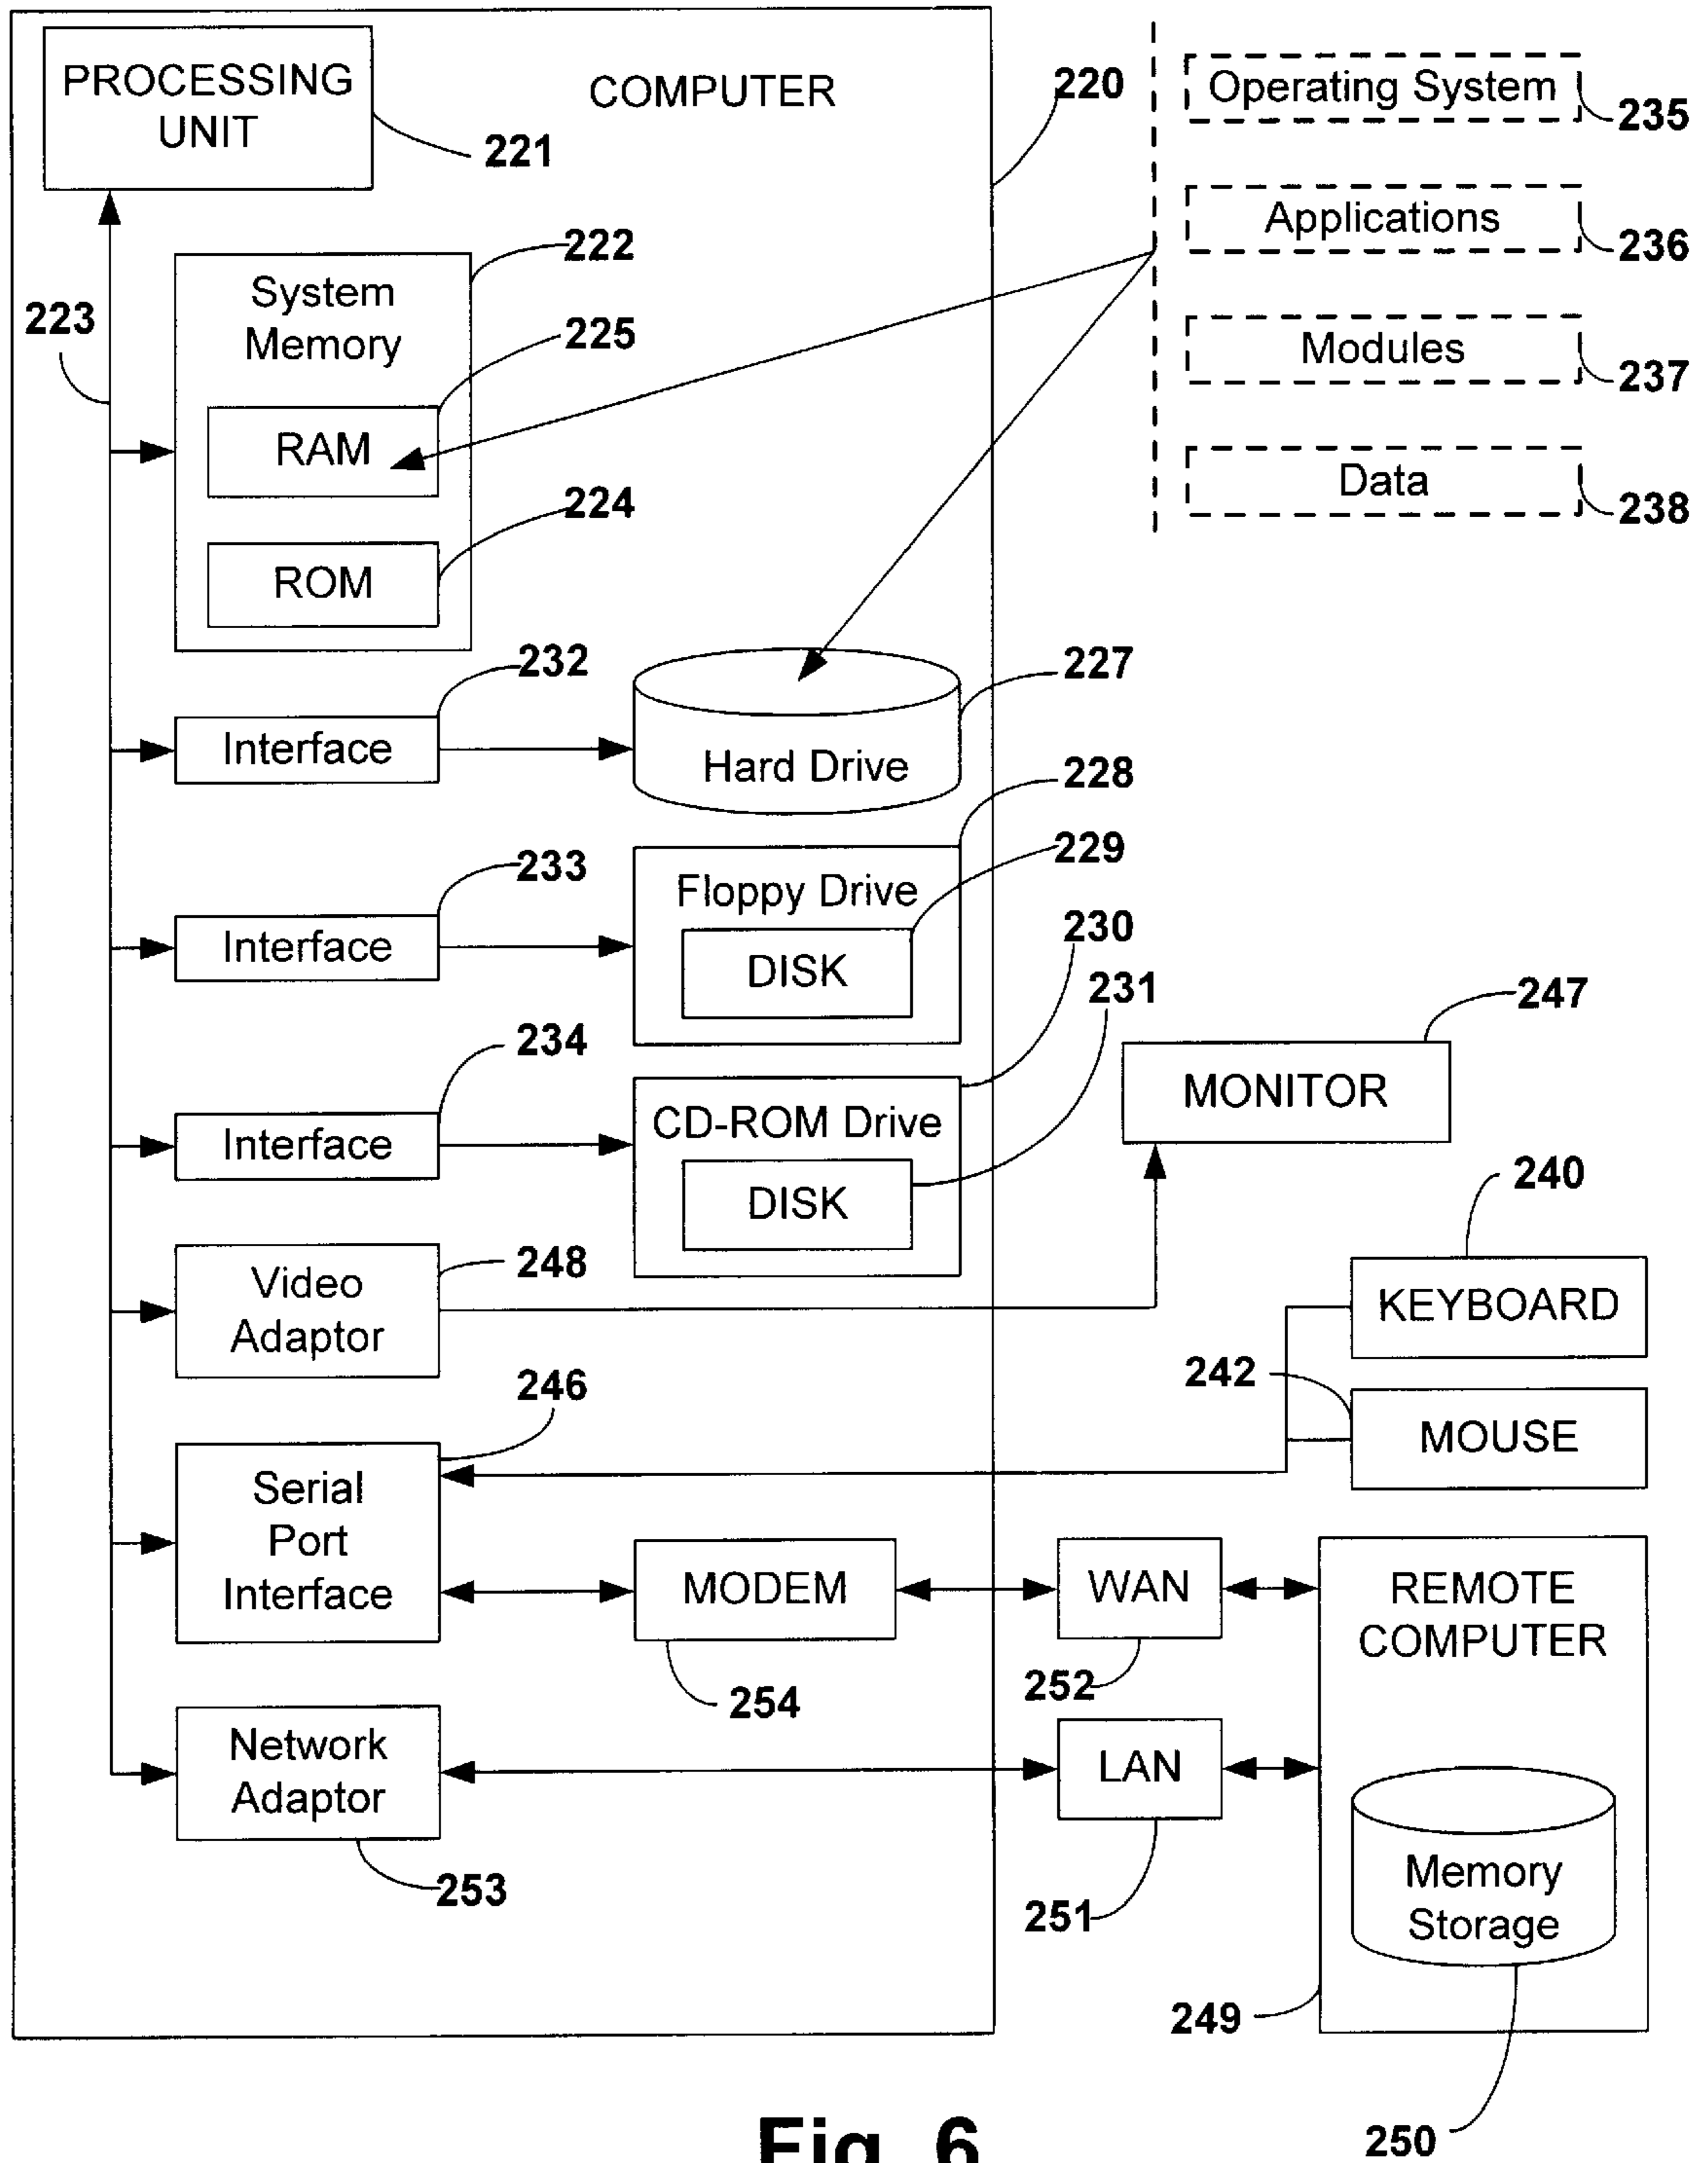 PROCESSING
UNIT
221
COMPUTER
220
Operating System
235
Applications
236
Modules
237
Data
238
222
System
Memory
223
225
RAM
224
ROM
232
Interface
227
Hard Drive
228
233
Interface
229
Floppy Drive
DISK
230
231
234
Interface
CD-ROM Drive
DISK
247
MONITOR
240
KEYBOARD
248
Video
Adaptor
242
MOUSE
246
Serial
Port
Interface
MODEM
254
WAN
252
REMOTE
COMPUTER
Network
Adaptor
253
LAN
251
Memory
Storage
249
250
Fig. 6